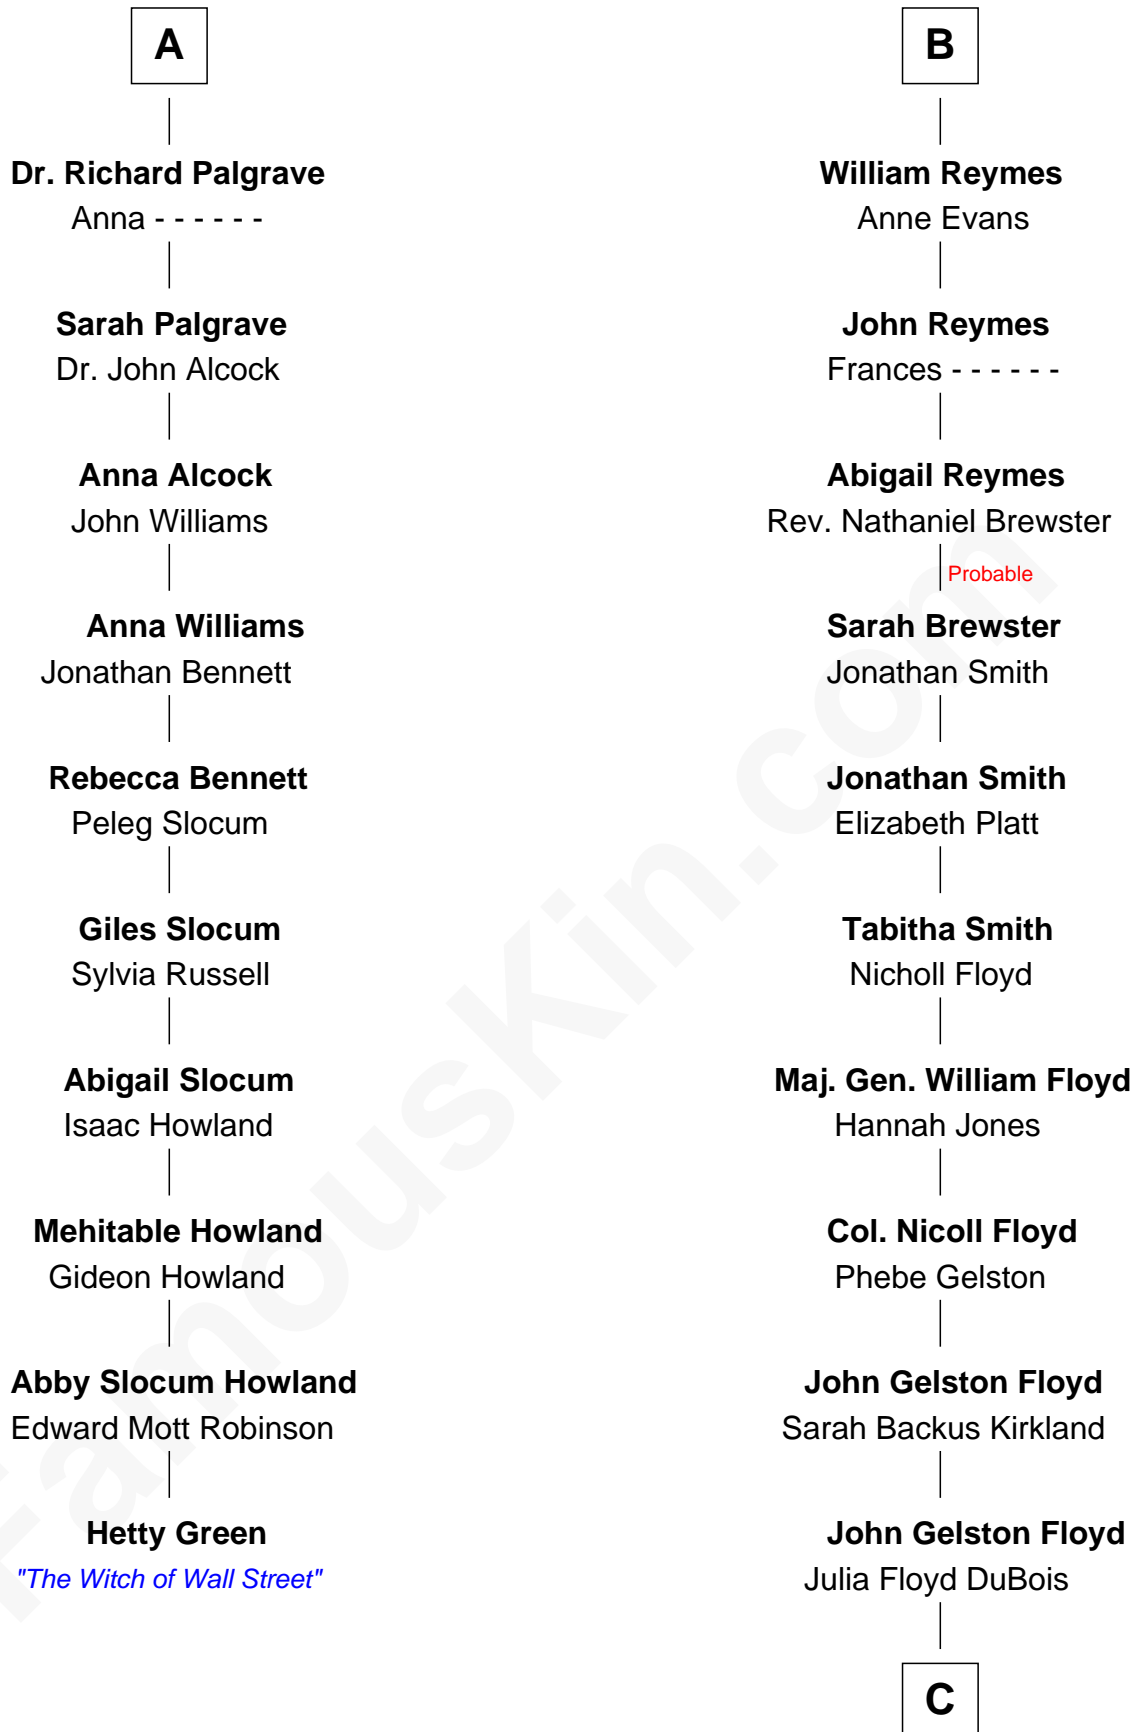 A
Dr. Richard Palgrave
Anna - - - - - -
Sarah Palgrave
Dr. John Alcock
Anna Alcock
John Williams
Anna Williams
Jonathan Bennett
Rebecca Bennett
Peleg Slocum
Giles Slocum
Sylvia Russell
Abigail Slocum
Isaac Howland
Mehitable Howland
Gideon Howland
Abby Slocum Howland
Edward Mott Robinson
Hetty Green
"The Witch of Wall Street"
B
William Reymes
Anne Evans
John Reymes
Frances - - - - - -
Abigail Reymes
Rev. Nathaniel Brewster
Probable
Sarah Brewster
Jonathan Smith
Jonathan Smith
Elizabeth Platt
Tabitha Smith
Nicholl Floyd
Maj. Gen. William Floyd
Hannah Jones
Col. Nicoll Floyd
Phebe Gelston
John Gelston Floyd
Sarah Backus Kirkland
John Gelston Floyd
Julia Floyd DuBois
C
FamousKin.com